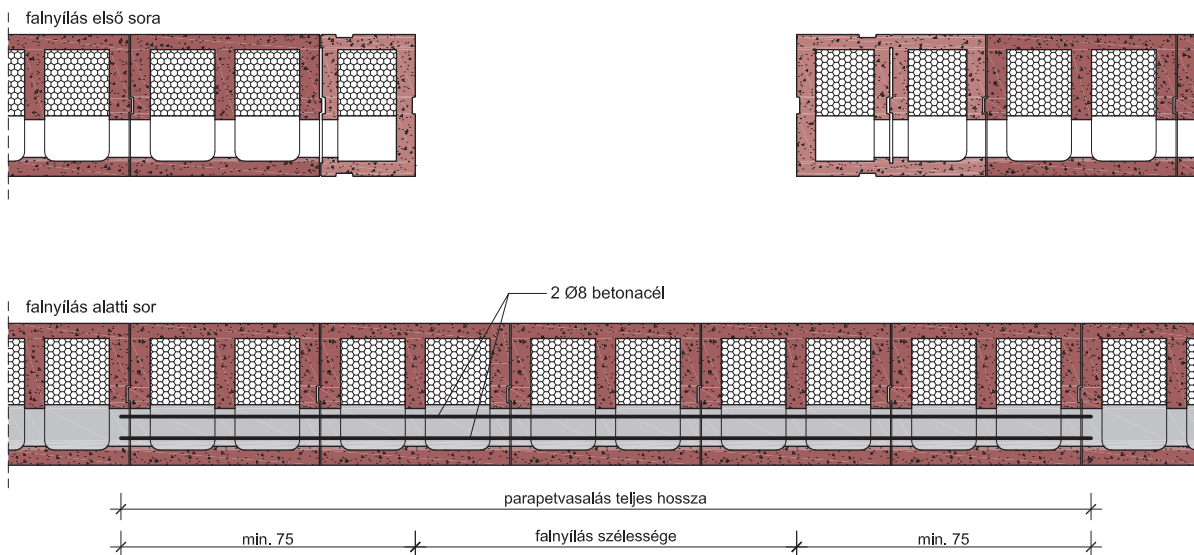 falnyílás első sora
2 Ø8 betonacél
falnyílás alatti sor
parapetvasalás teljes hossza
min. 75
falnyílás szélessége
min. 75